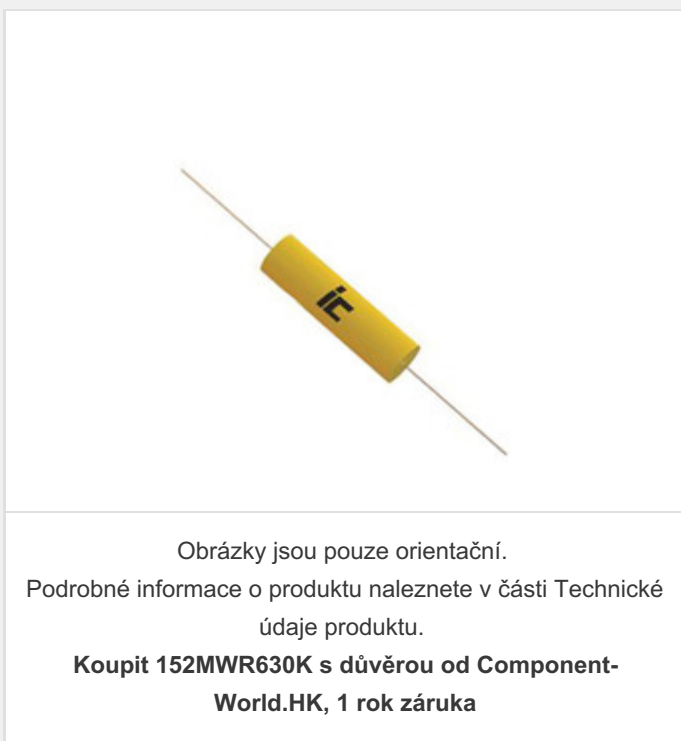 ic
Obrázky jsou pouze orientační.
Podrobné informace o produktu naleznete v části Technické
údaje produktu.
Koupit 152MWR630K s důvěrou od Component-
World.HK, 1 rok záruka